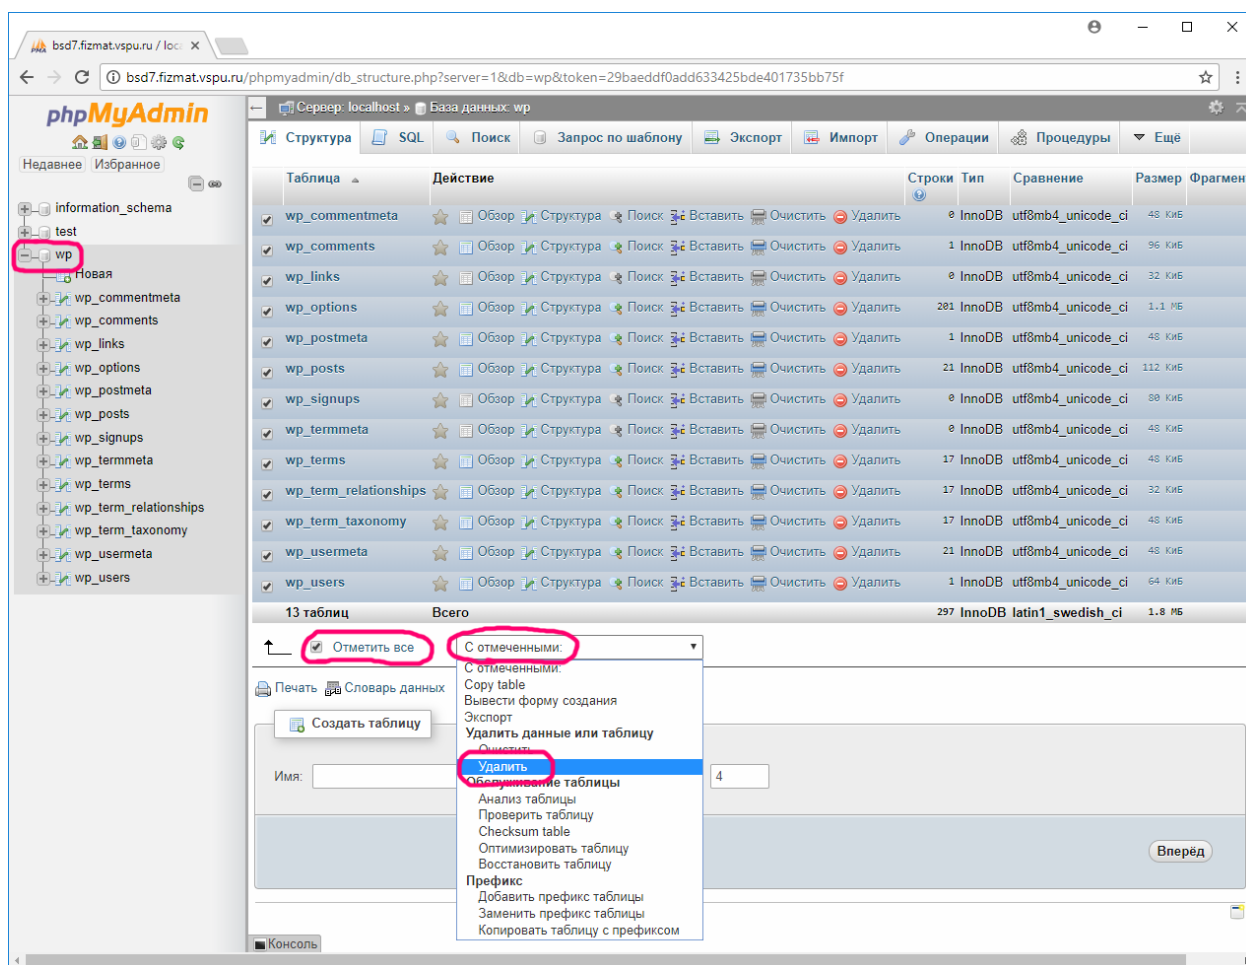 bsd7.fizmat.vspu.ru / loc
bsd7.fizmat.vspu.ru/phpmyadmin/db_structure.php?server=1&db=wp&token=29baeddf0add633425bde401735bb75f
phpMyAdmin
Недавнее Избранное
information_schema
test
wp
Новая
wp_commentmeta
wp_comments
wp_links
wp_options
wp_postmeta
wp_posts
wp_signups
wp_termmeta
wp_terms
wp_term_relationships
wp_term_taxonomy
wp_usermeta
wp_users
Сервер: localhost » База данных: wp
Структура SQL Поиск Запрос по шаблону Экспорт Импорт Операции Процедуры Ещё
Таблица Действие Строки Тип Сравнение Размер Фрагмен
wp_commentmeta Обзор Структура Поиск Вставить Очистить Удалить 0 InnoDB utf8mb4_unicode_ci 48 КиБ
wp_comments Обзор Структура Поиск Вставить Очистить Удалить 1 InnoDB utf8mb4_unicode_ci 96 КиБ
wp_links Обзор Структура Поиск Вставить Очистить Удалить 0 InnoDB utf8mb4_unicode_ci 32 КиБ
wp_options Обзор Структура Поиск Вставить Очистить Удалить 201 InnoDB utf8mb4_unicode_ci 1.1 МБ
wp_postmeta Обзор Структура Поиск Вставить Очистить Удалить 1 InnoDB utf8mb4_unicode_ci 48 КиБ
wp_posts Обзор Структура Поиск Вставить Очистить Удалить 21 InnoDB utf8mb4_unicode_ci 112 КиБ
wp_signups Обзор Структура Поиск Вставить Очистить Удалить 0 InnoDB utf8mb4_unicode_ci 80 КиБ
wp_termmeta Обзор Структура Поиск Вставить Очистить Удалить 0 InnoDB utf8mb4_unicode_ci 48 КиБ
wp_terms Обзор Структура Поиск Вставить Очистить Удалить 17 InnoDB utf8mb4_unicode_ci 48 КиБ
wp_term_relationships Обзор Структура Поиск Вставить Очистить Удалить 17 InnoDB utf8mb4_unicode_ci 32 КиБ
wp_term_taxonomy Обзор Структура Поиск Вставить Очистить Удалить 17 InnoDB utf8mb4_unicode_ci 48 КиБ
wp_usermeta Обзор Структура Поиск Вставить Очистить Удалить 21 InnoDB utf8mb4_unicode_ci 48 КиБ
wp_users Обзор Структура Поиск Вставить Очистить Удалить 1 InnoDB utf8mb4_unicode_ci 64 КиБ
13 таблиц Всего 297 InnoDB latin1_swedish_ci 1.8 МБ
Отметить все С отмеченными:
С отмеченными:
Copy table
Вывести форму создания
Экспорт
Удалить данные или таблицу
Очистить
Удалить
Обслуживание таблицы
Анализ таблицы
Проверить таблицу
Checksum table
Оптимизировать таблицу
Восстановить таблицу
Префикс
Добавить префикс таблицы
Заменить префикс таблицы
Копировать таблицу с префиксом
Печать Словарь данных
Создать таблицу
Имя: 4
Вперёд
Консоль